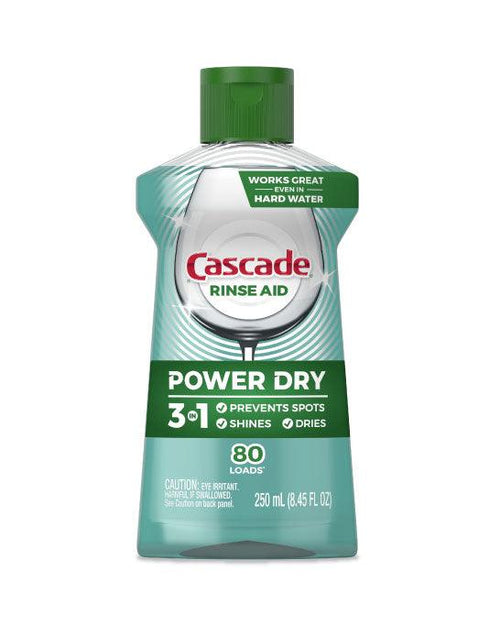 WORKS GREAT
EVEN IN
HARD WATER
Cascade
RINSE AID
POWER DRY
3 IN 1 PREVENTS SPOTS
SHINES DRIES
80
LOADS*
CAUTION: EYE IRRITANT.
HARMFUL IF SWALLOWED.
See Caution on back panel.
250 mL (8.45 FL OZ)